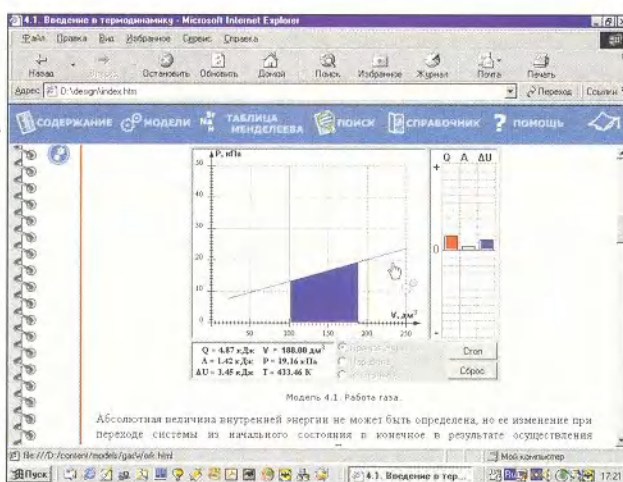 4.1. Введение в термодинамику - Microsoft Internet Explorer
Файл Правка Вид Избранное Сервис Справка
Назад Остановить Обновить Домой Поиск Избранное Журнал Почта Печать
Адрес D:\design\index.htm Переход Ссылки
СОДЕРЖАНИЕ МОДЕЛИ ТАБЛИЦА МЕНДЕЛЕЕВА ПОИСК СПРАВОЧНИК ? ПОМОЩЬ
P, кПа
Q A ΔU
+
50
40
30
20
10
0
50 100 150 200 250
V, дм³
0
-
Q = 4.87 кДж V = 188.00 дм³
A = 1.42 кДж P = 19.16 кПа
ΔU = 3.45 кДж T = 433.46 К
Стоп
Сброс
Модель 4.1. Работа газа.
Абсолютная величина внутренней энергии не может быть определена, но ее изменение при
переходе системы из начального состояния в конечное в результате осуществления
file:///D:/content/models/gasWork.html Мой компьютер
Пуск 4.1. Введение в тер... 17:21